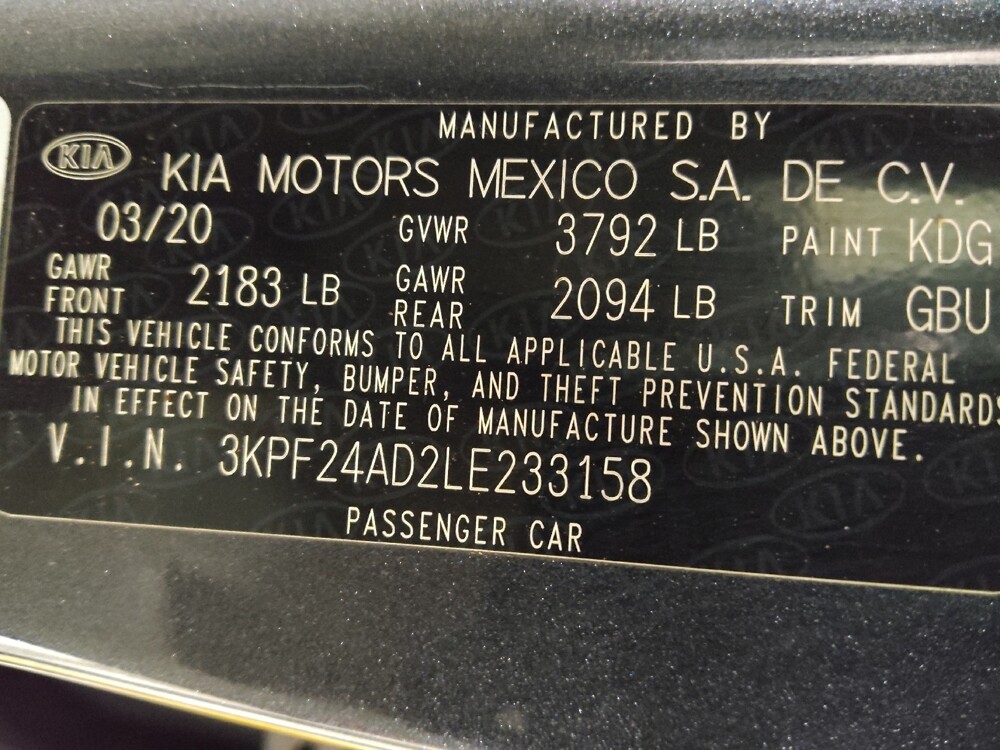 MANUFACTURED BY
KIA KIA MOTORS MEXICO S.A. DE C.V.
03/20 GVWR 3792 LB PAINT KDG
GAWR FRONT 2183 LB GAWR REAR 2094 LB TRIM GBU
THIS VEHICLE CONFORMS TO ALL APPLICABLE U.S.A. FEDERAL
MOTOR VEHICLE SAFETY, BUMPER, AND THEFT PREVENTION STANDARDS
IN EFFECT ON THE DATE OF MANUFACTURE SHOWN ABOVE.
V.I.N. 3KPF24AD2LE233158
PASSENGER CAR